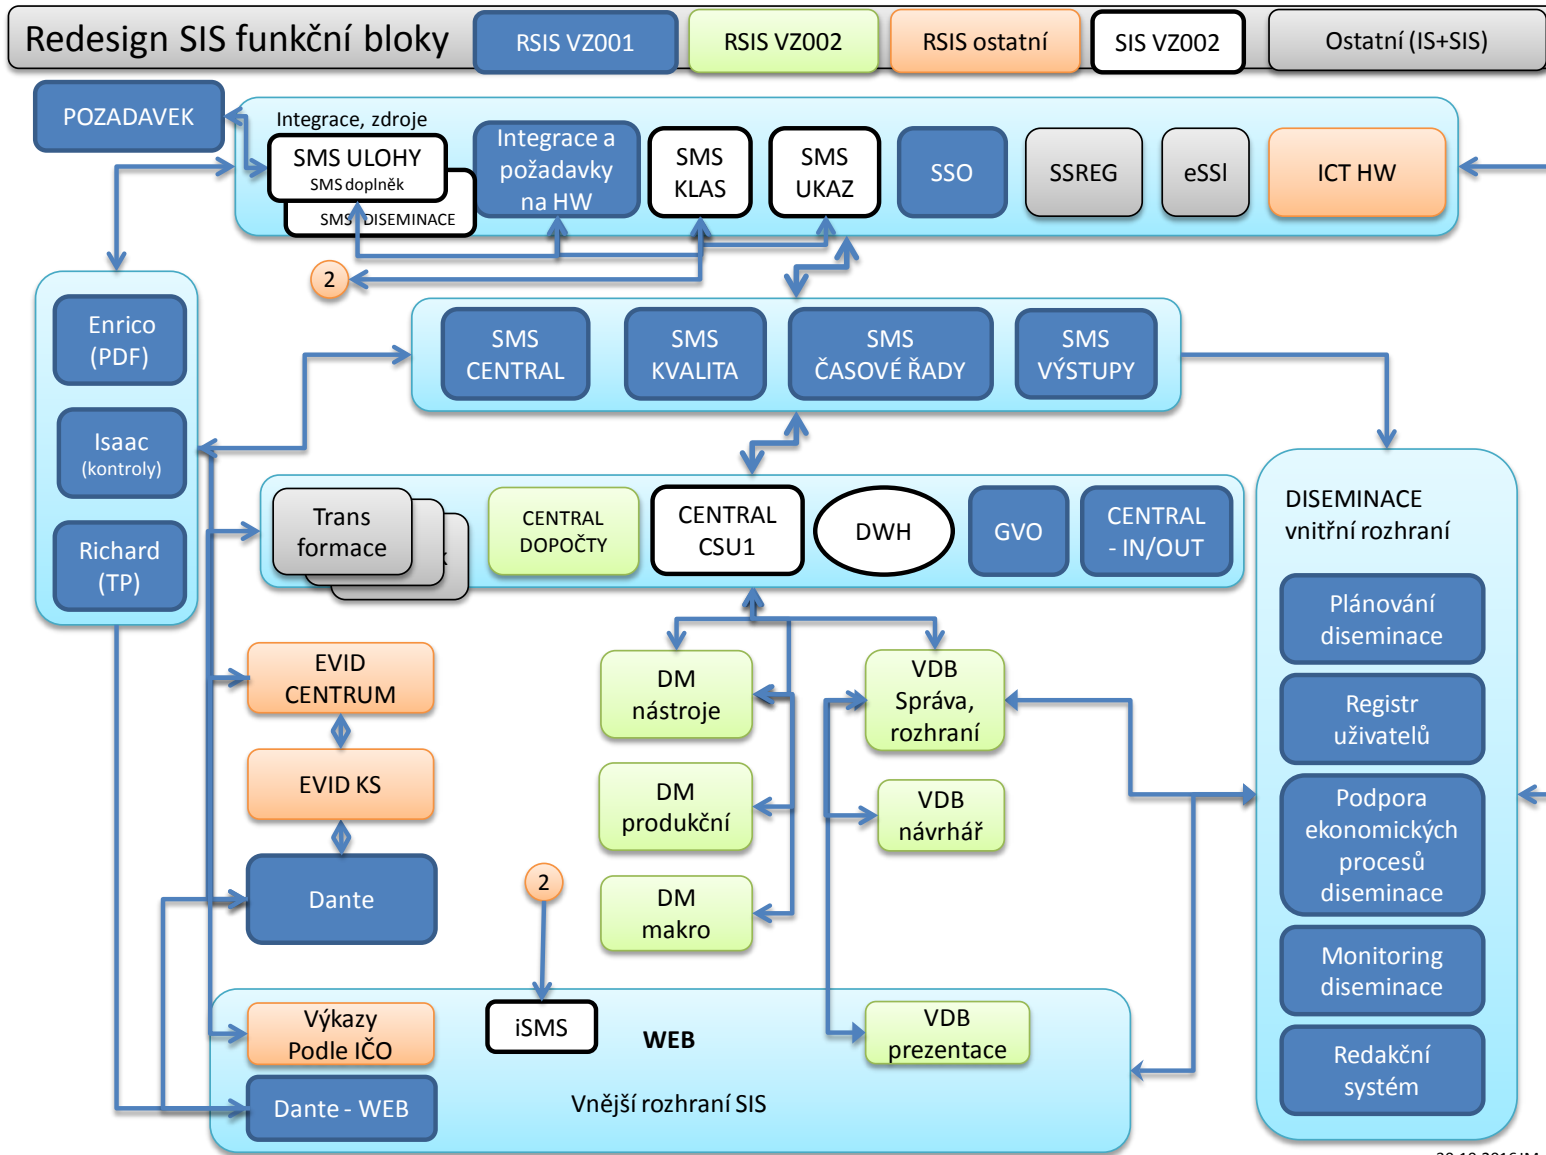 Redesign SIS funkční bloky
RSIS VZ001
RSIS VZ002
RSIS ostatní
SIS VZ002
Ostatní (IS+SIS)
POZADAVEK
Integrace, zdroje
SMS ULOHY
SMS doplněk
SMS DISEMINACE
Integrace a
požadavky
na HW
SMS
KLAS
SMS
UKAZ
SSO
SSREG
eSSl
ICT HW
2
Enrico
(PDF)
Isaac
(kontroly)
Richard
(TP)
SMS
CENTRAL
SMS
KVALITA
SMS
ČASOVÉ ŘADY
SMS
VÝSTUPY
Trans
formace
CENTRAL
DOPOČTY
CENTRAL
CSU1
DWH
GVO
CENTRAL
- IN/OUT
DISEMINACE
vnitřní rozhraní
Plánování
diseminace
Registr
uživatelů
Podpora
ekonomických
procesů
diseminace
Monitoring
diseminace
Redakční
systém
EVID
CENTRUM
EVID KS
Dante
DM
nástroje
DM
produkční
DM
makro
VDB
Správa,
rozhraní
VDB
návrhář
2
Výkazy
Podle IČO
iSMS
WEB
VDB
prezentace
Dante - WEB
Vnější rozhraní SIS